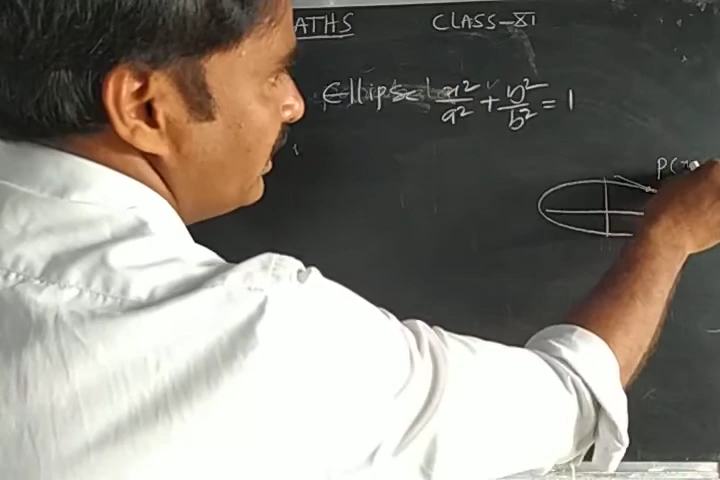 ATHS CLASS-XI
Ellipse x²/a² + y²/b² = 1
P(x